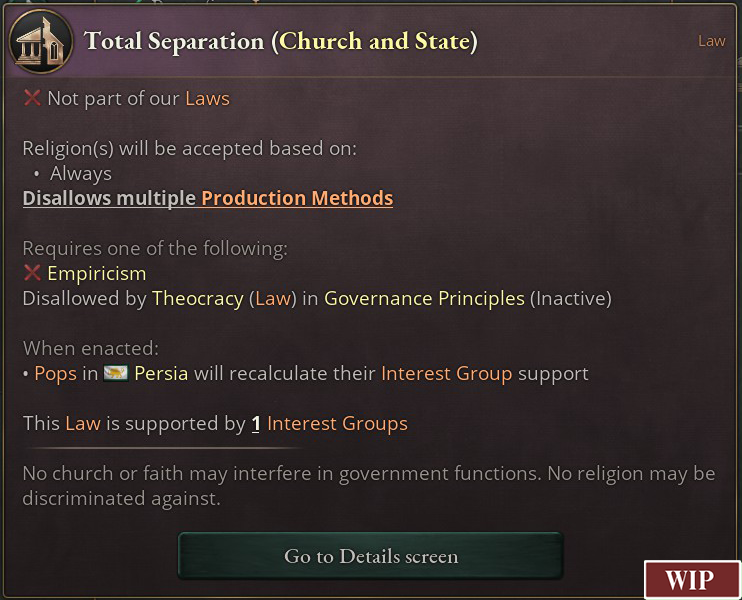 Total Separation (Church and State)
Law
Not part of our Laws
Religion(s) will be accepted based on:
• Always
Disallows multiple Production Methods
Requires one of the following:
Empiricism
Disallowed by Theocracy (Law) in Governance Principles (Inactive)
When enacted:
• Pops in Persia will recalculate their Interest Group support
This Law is supported by 1 Interest Groups
No church or faith may interfere in government functions. No religion may be
discriminated against.
Go to Details screen
WIP